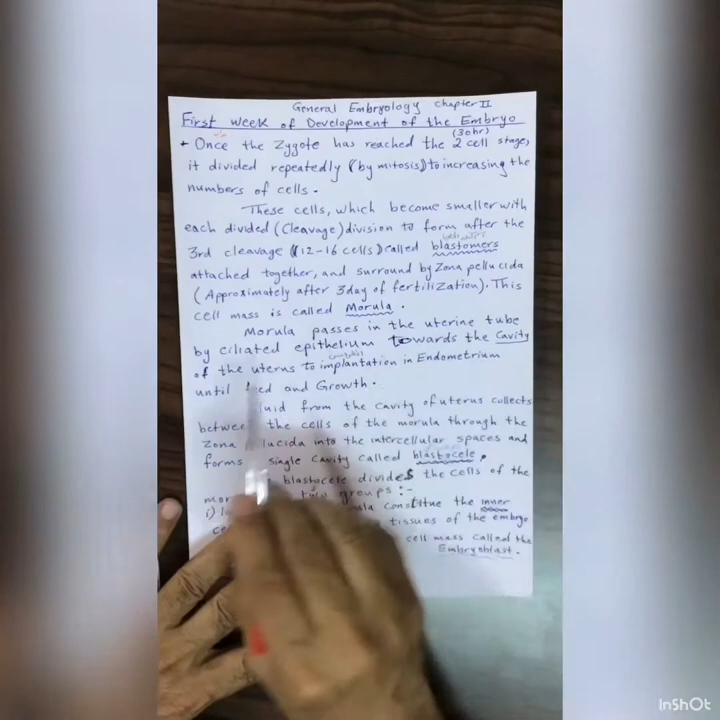 General Embryology chapter II
First week of Development of the Embryo
+ Once the Zygote has reached the 2 cell stage, (30hr)
it divided repeatedly (by mitosis) to increasing the
numbers of cells.
These cells, which become smaller with
each divided (Cleavage) division to form after the
3rd cleavage (12-16 cells) called blastomers
attached together, and surround by Zona pellucida
(Approximately after 3day of fertilization). This
cell mass is called Morula.
Morula passes in the uterine tube
by ciliated epithelium towards the Cavity
of the uterus to implantation in Endometrium
until and Growth.
from the cavity of uterus collects
between the cells of the morula through the
Zona into the intercellular spaces and
forms single cavity called blastocele.
blastocele divides the cells of the
two groups:-
i) constitue the inner
tissues of the embryo
cell mass called the
Embryoblast.
InShOt